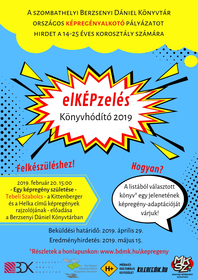 A SZOMBATHELYI BERZSENYI DÁNIEL KÖNYVTÁR
ORSZÁGOS KÉPREGÉNYALKOTÓ PÁLYÁZATOT
HIRDET A 14-25 ÉVES KOROSZTÁLY SZÁMÁRA
elKÉPzelés
Könyvhódító 2019
Felkészüléshez!
2019. február 20. 17:00
- Egy képregény születése -
Tebeli Szabolcs - a Kittenberger
és a Helka című képregények
rajzolójának - előadása
a Berzsenyi Dániel Könyvtárban
Hogyan?
A listából választott
könyv* egy jelenetének
képregény-adaptációját
várjuk!
Beküldési határidő: 2019. április 29.
Eredményhirdetés: 2019. május 15.
*Részletek a honlapunkon: www.bdmk.hu/kepregeny